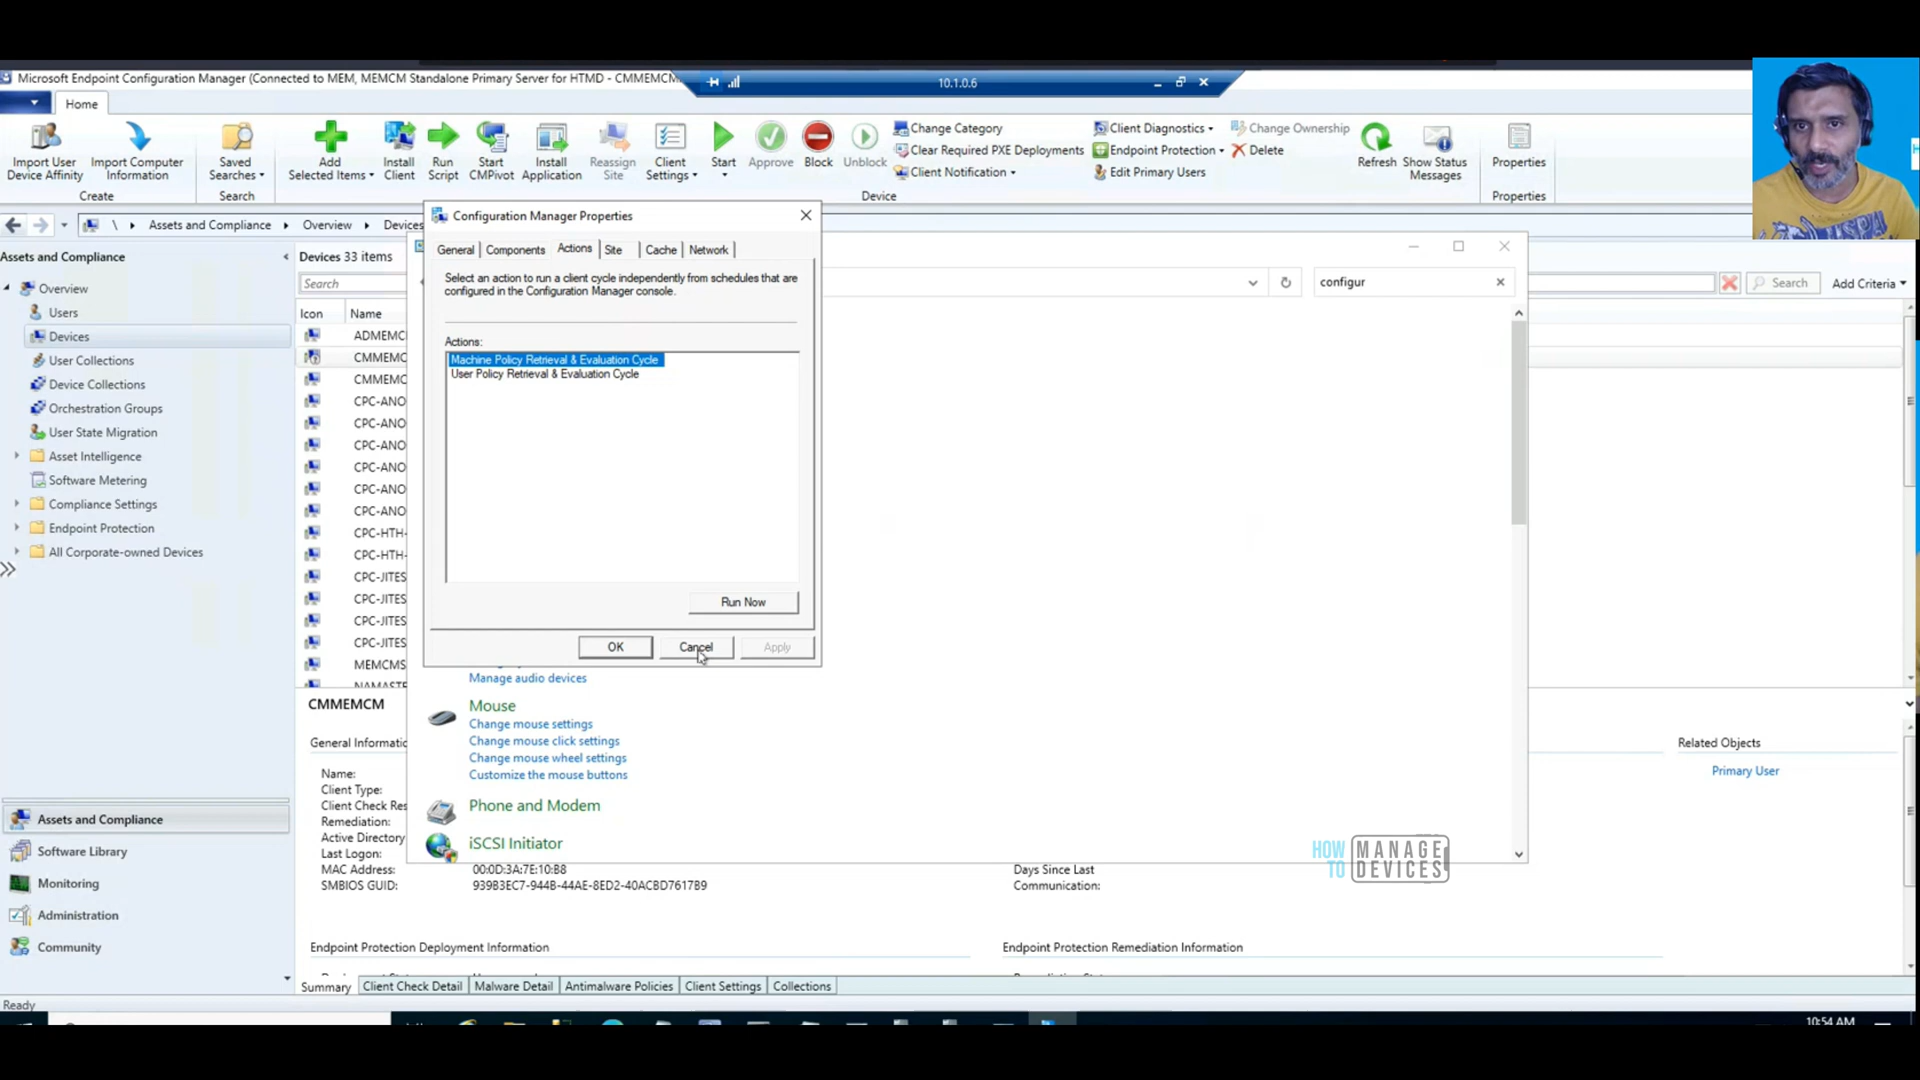 Microsoft Endpoint Configuration Manager (Connected to MEM, MEMCM Standalone Primary Server for HTMD - CMMEMCM
10.1.0.6
Home
Import User
Device Affinity
Import Computer
Information
Create
Saved
Searches
Search
Add
Selected Items
Install
Client
Run
Script
Start
CMPivot
Install
Application
Reassign
Site
Client
Settings
Start
Approve
Block
Unblock
Change Category
Clear Required PXE Deployments
Client Notification
Client Diagnostics
Endpoint Protection
Edit Primary Users
Change Ownership
Delete
Refresh
Show Status
Messages
Device
Properties
Properties
\ Assets and Compliance Overview Devices
Assets and Compliance
Overview
Users
Devices
User Collections
Device Collections
Orchestration Groups
User State Migration
Asset Intelligence
Software Metering
Compliance Settings
Endpoint Protection
All Corporate-owned Devices
Assets and Compliance
Software Library
Monitoring
Administration
Community
Ready
Devices 33 items
Search
Search
Add Criteria
Icon Name
ADMEMC
CMMEMC
CMMEMC
CPC-ANO
CPC-ANO
CPC-ANO
CPC-ANO
CPC-ANO
CPC-ANO
CPC-HTH-
CPC-HTH-
CPC-JITES
CPC-JITES
CPC-JITES
CPC-JITES
MEMCMS
NAMASTE
Configuration Manager Properties
General Components Actions Site Cache Network
Select an action to run a client cycle independently from schedules that are
configured in the Configuration Manager console.
Actions:
Machine Policy Retrieval & Evaluation Cycle
User Policy Retrieval & Evaluation Cycle
Run Now
OK Cancel Apply
configur
Manage audio devices
Mouse
Change mouse settings
Change mouse click settings
Change mouse wheel settings
Customize the mouse buttons
Phone and Modem
iSCSI Initiator
HOW TO MANAGE DEVICES
CMMEMCM
General Informatio
Name:
Client Type:
Client Check Res
Remediation:
Active Directory
Last Logon:
MAC Address: 00:0D:3A:7E:10:B8
SMBIOS GUID: 939B3EC7-944B-44AE-8ED2-40ACBD7617B9
Days Since Last
Communication:
Related Objects
Primary User
Endpoint Protection Deployment Information
Endpoint Protection Remediation Information
Summary Client Check Detail Malware Detail Antimalware Policies Client Settings Collections
10:54 AM